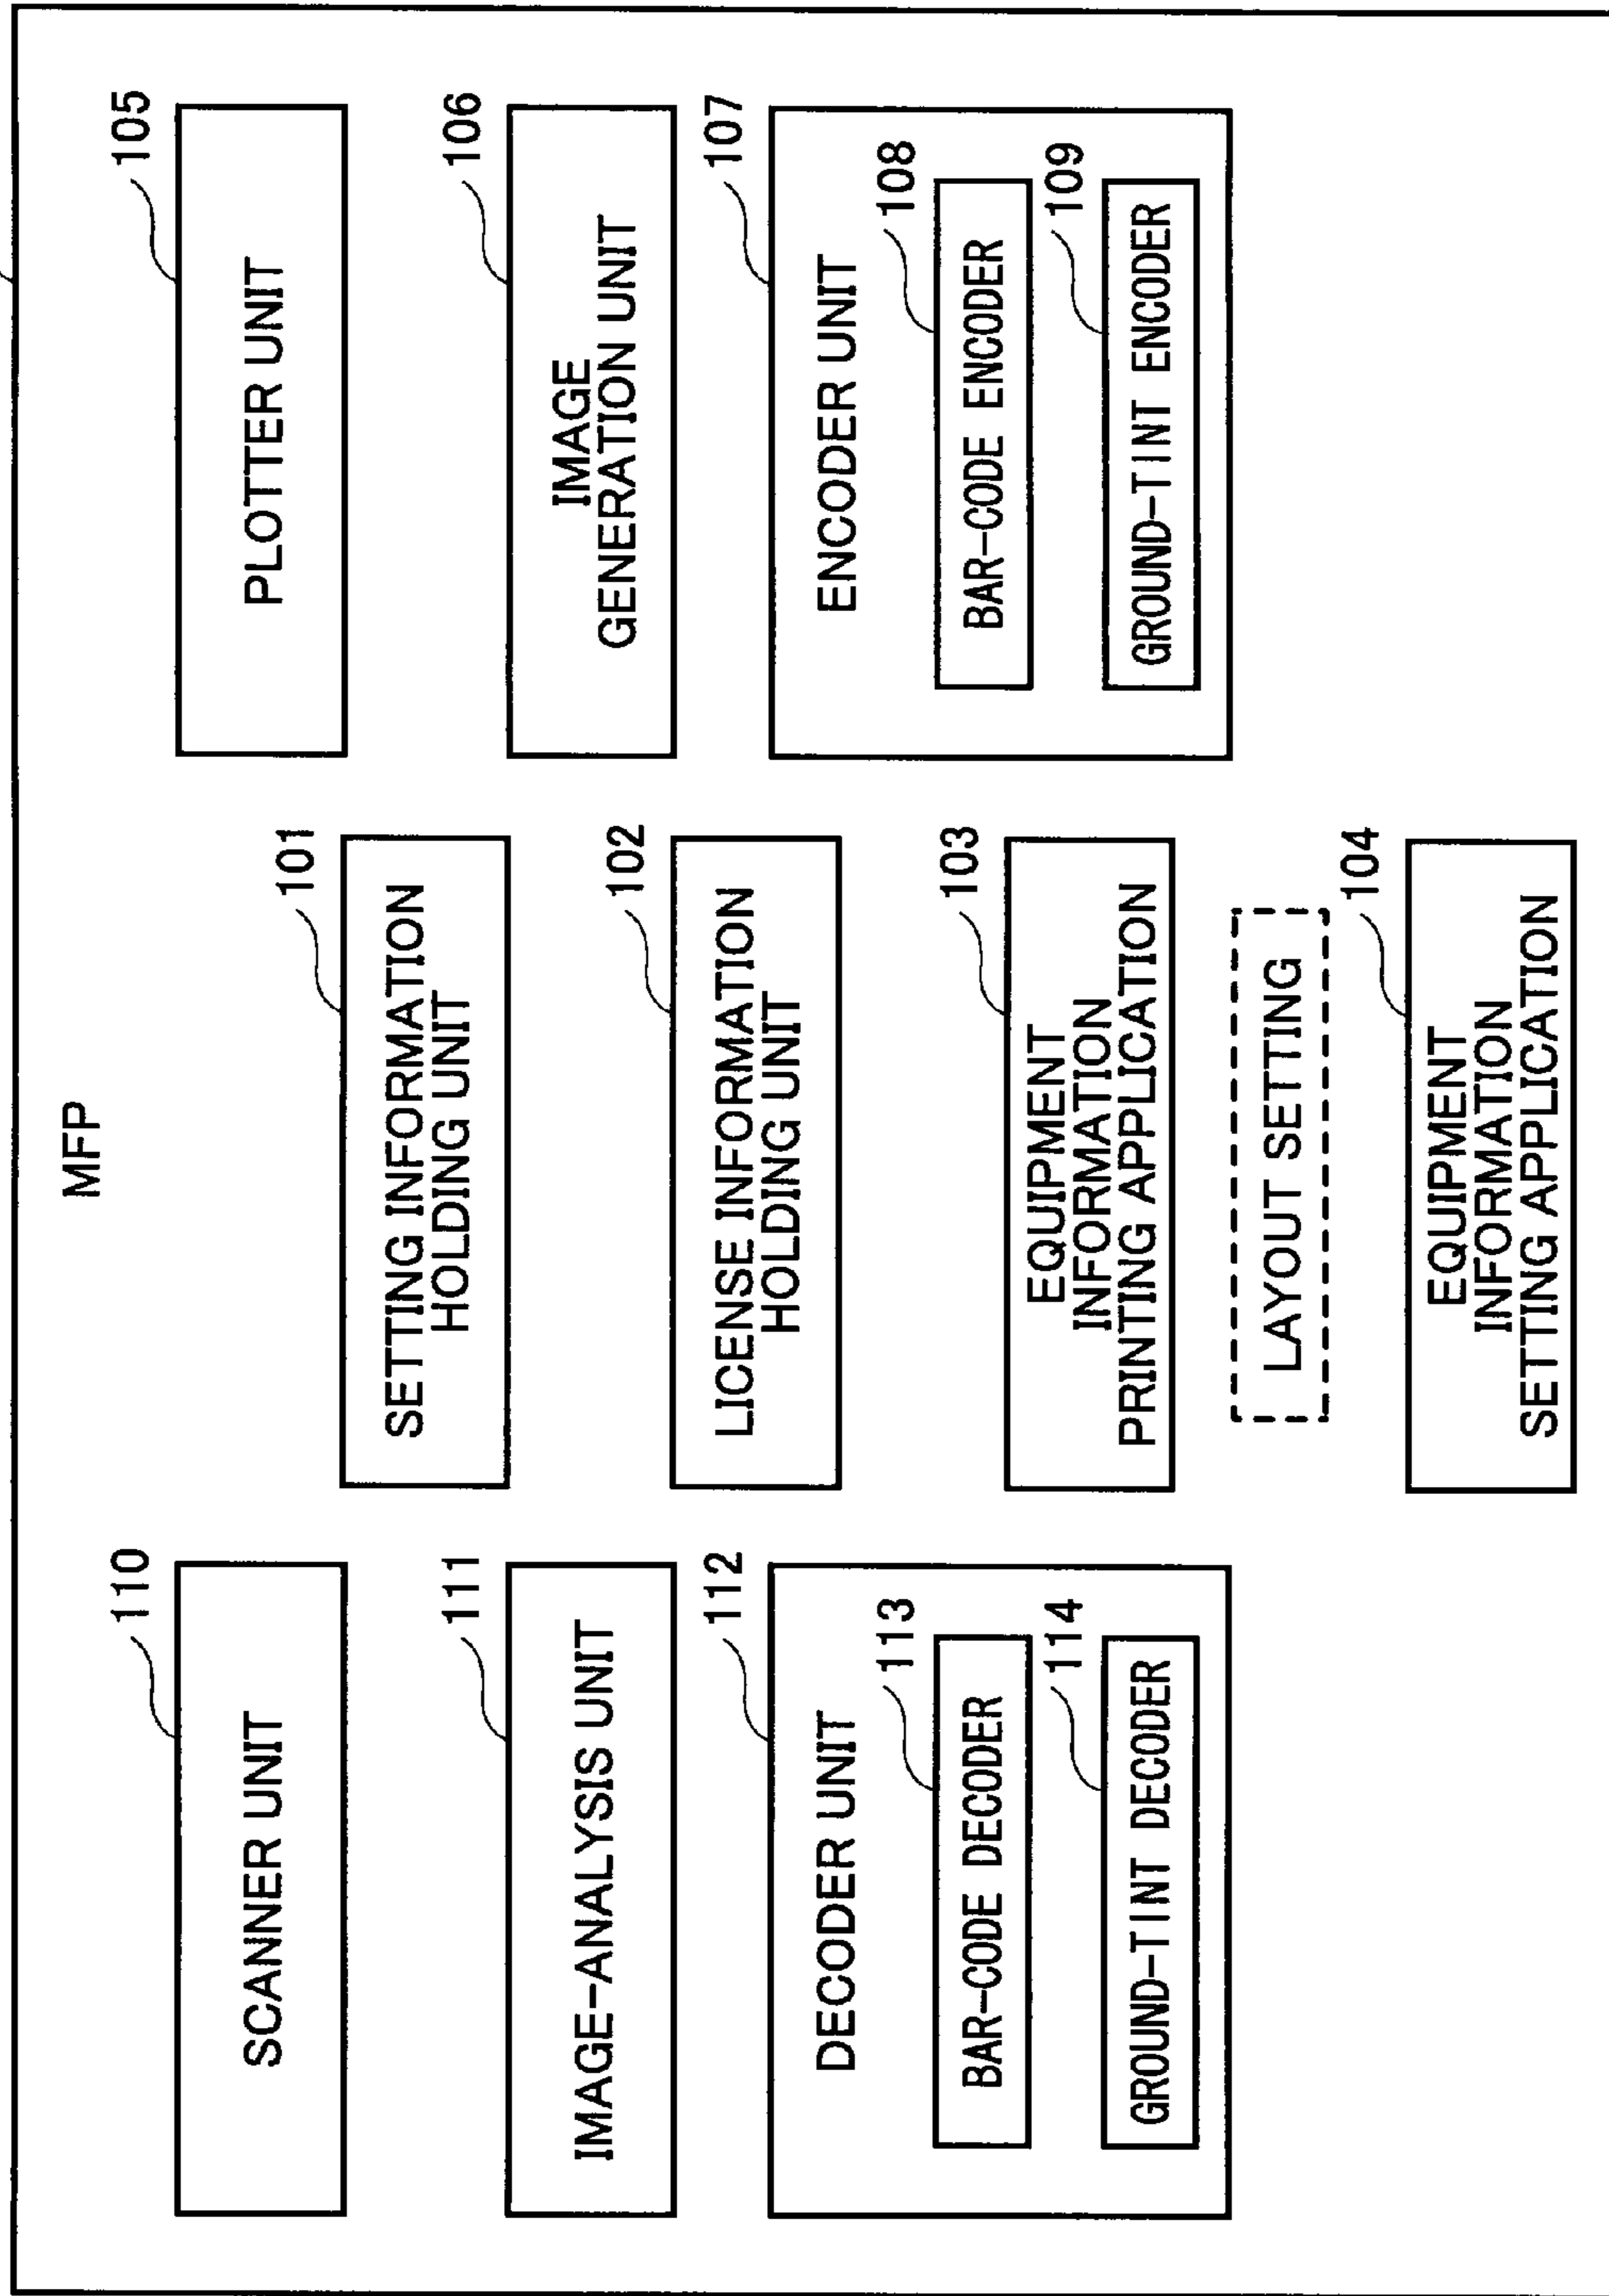 MFP
110
SCANNER UNIT
111
IMAGE-ANALYSIS UNIT
112
DECODER UNIT
113
BAR-CODE DECODER
114
GROUND-TINT DECODER
101
SETTING INFORMATION
HOLDING UNIT
102
LICENSE INFORMATION
HOLDING UNIT
103
EQUIPMENT
INFORMATION
PRINTING APPLICATION
LAYOUT SETTING
104
EQUIPMENT
INFORMATION
SETTING APPLICATION
105
PLOTTER UNIT
106
IMAGE
GENERATION UNIT
107
ENCODER UNIT
108
BAR-CODE ENCODER
109
GROUND-TINT ENCODER